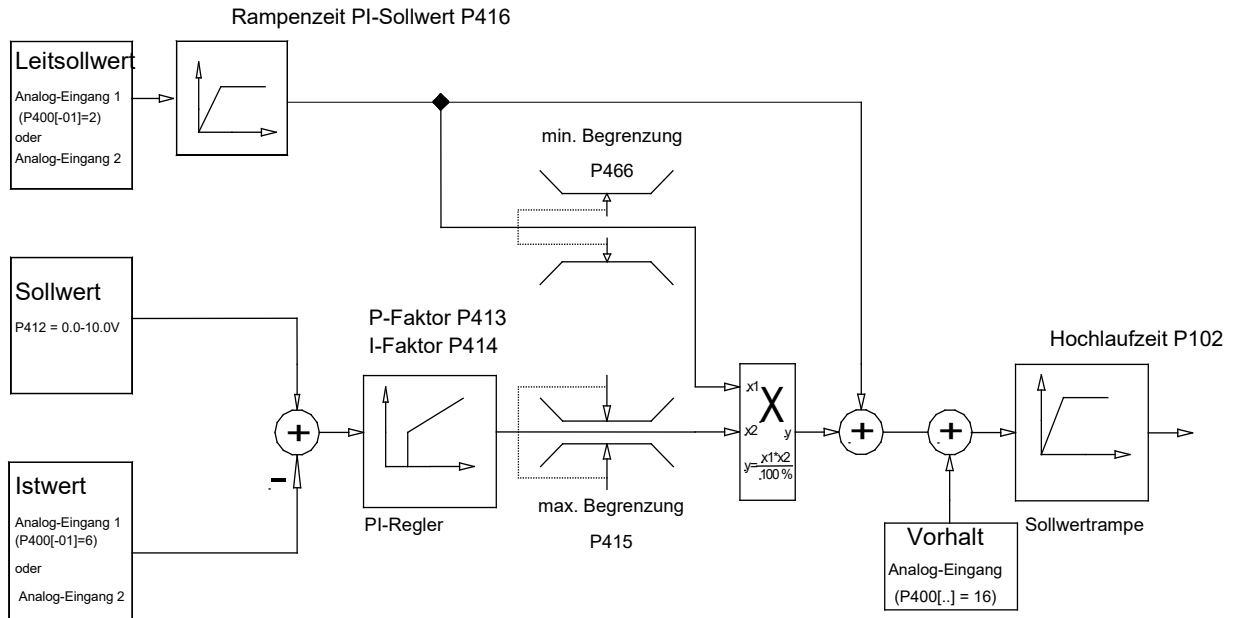 Rampenzeit PI-Sollwert P416
Leitsollwert
Analog-Eingang 1
(P400[-01]=2)
oder
Analog-Eingang 2
min. Begrenzung
P466
Sollwert
P412 = 0.0-10.0V
P-Faktor P413
I-Faktor P414
PI-Regler
Istwert
Analog-Eingang 1
(P400[-01]=6)
oder
Analog-Eingang 2
-
+
max. Begrenzung
P415
x1
X
x2
y
y=x1*x2
100 %
+
+
Hochlaufzeit P102
Sollwertrampe
Vorhalt
Analog-Eingang
(P400[..] = 16)